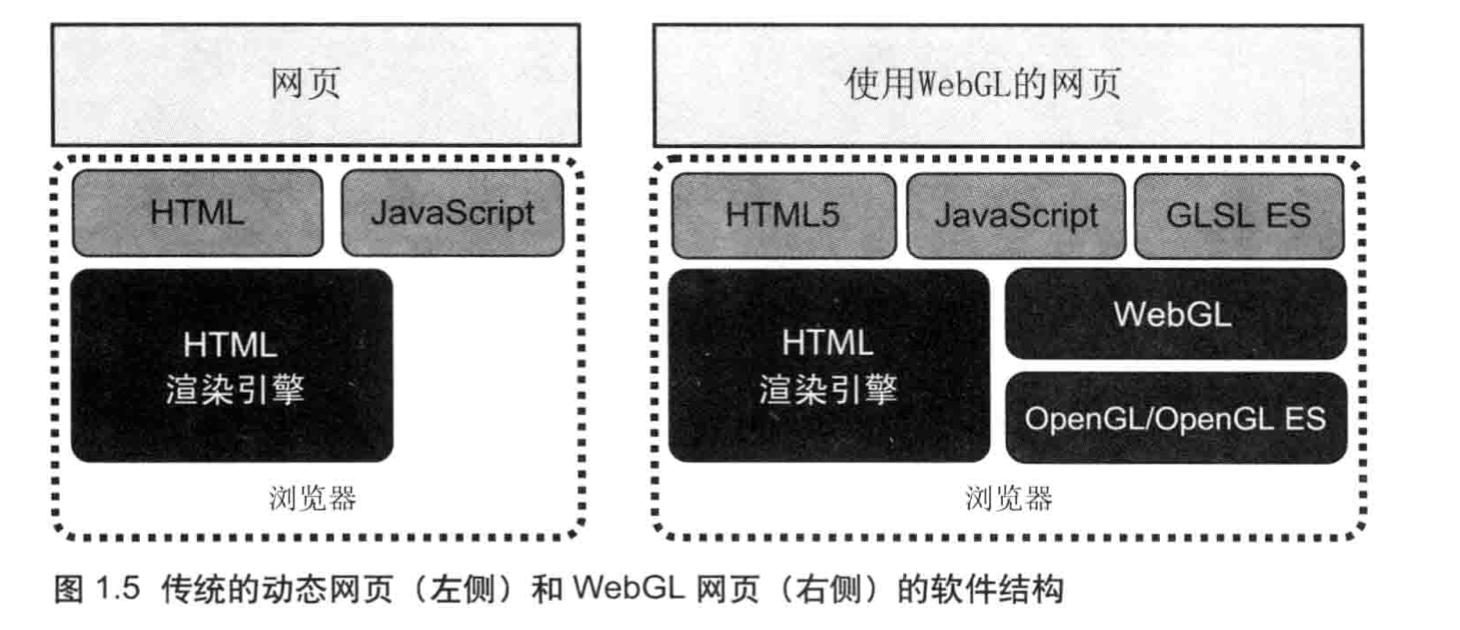 网页
HTML
JavaScript
HTML
渲染引擎
浏览器
使用WebGL的网页
HTML5
JavaScript
GLSL ES
HTML
渲染引擎
WebGL
OpenGL/OpenGL ES
浏览器
图 1.5 传统的动态网页（左侧）和 WebGL 网页（右侧）的软件结构